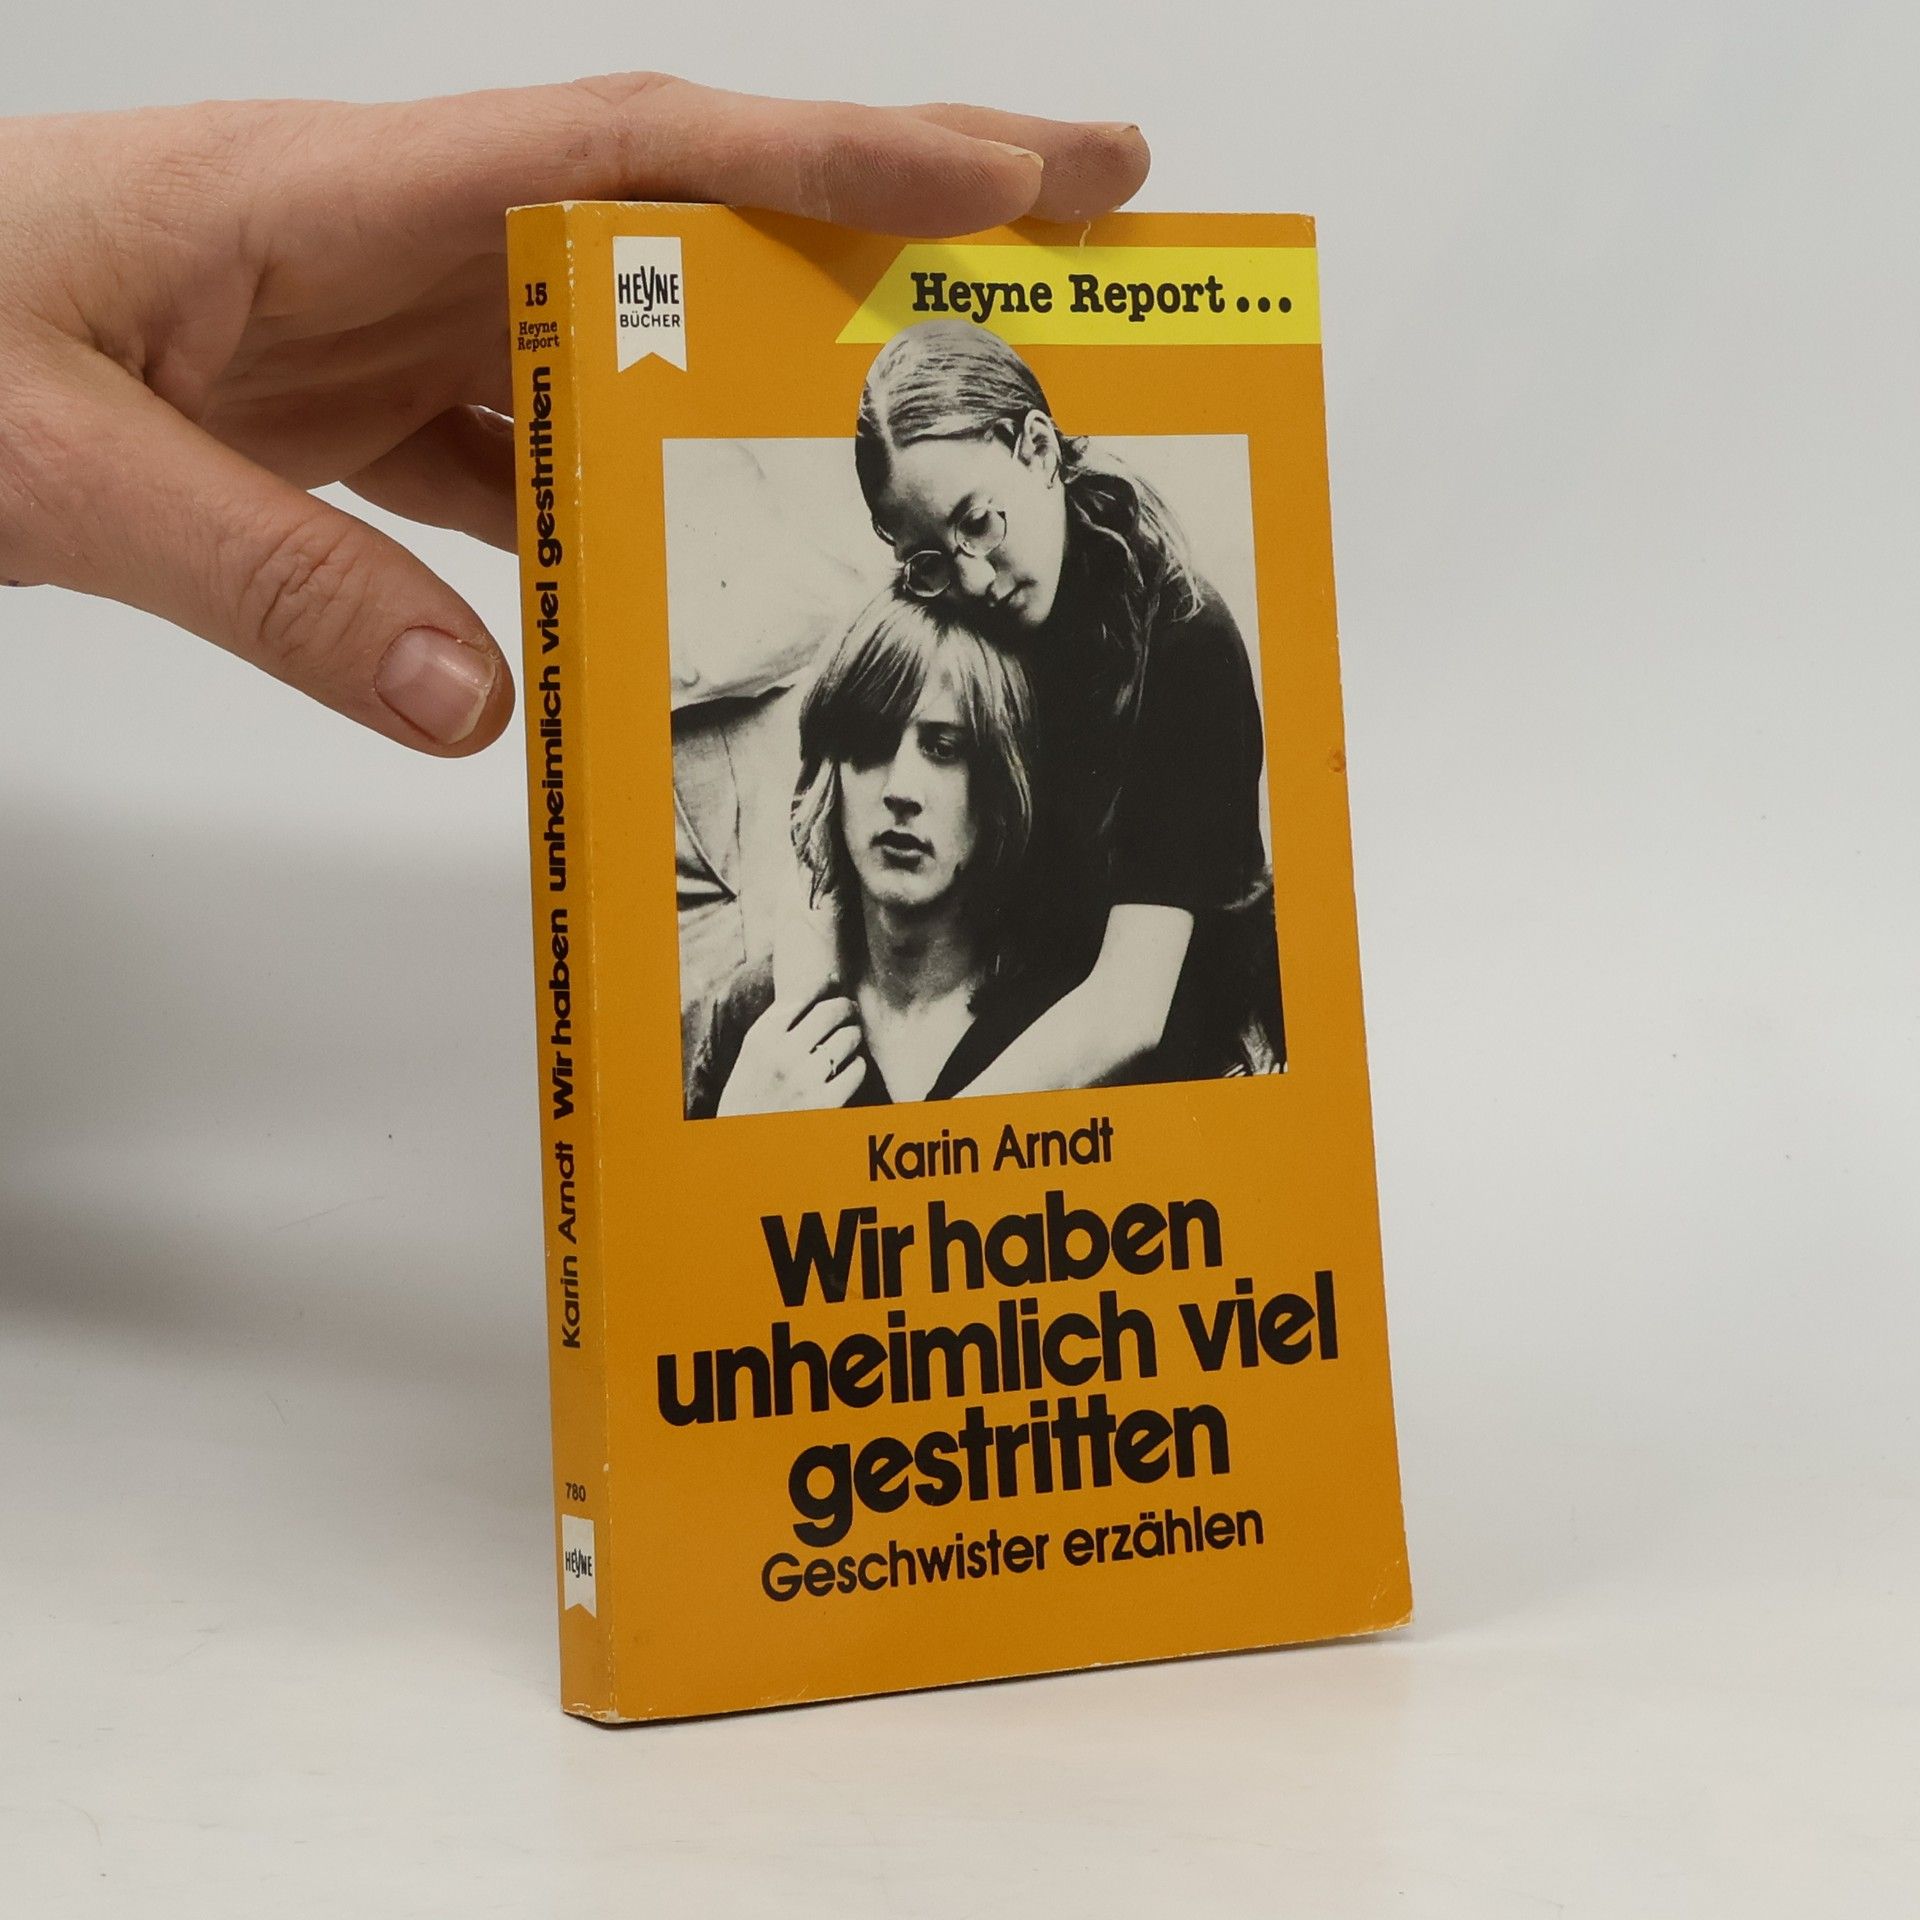 HEYNE
BÜCHER
Heyne Report...
Karin Arndt
Wir haben
unheimlich viel
gestritten
Geschwister erzählen
15
Heyne
Report
Karin Arndt Wir haben unheimlich viel gestritten
780
HEYNE